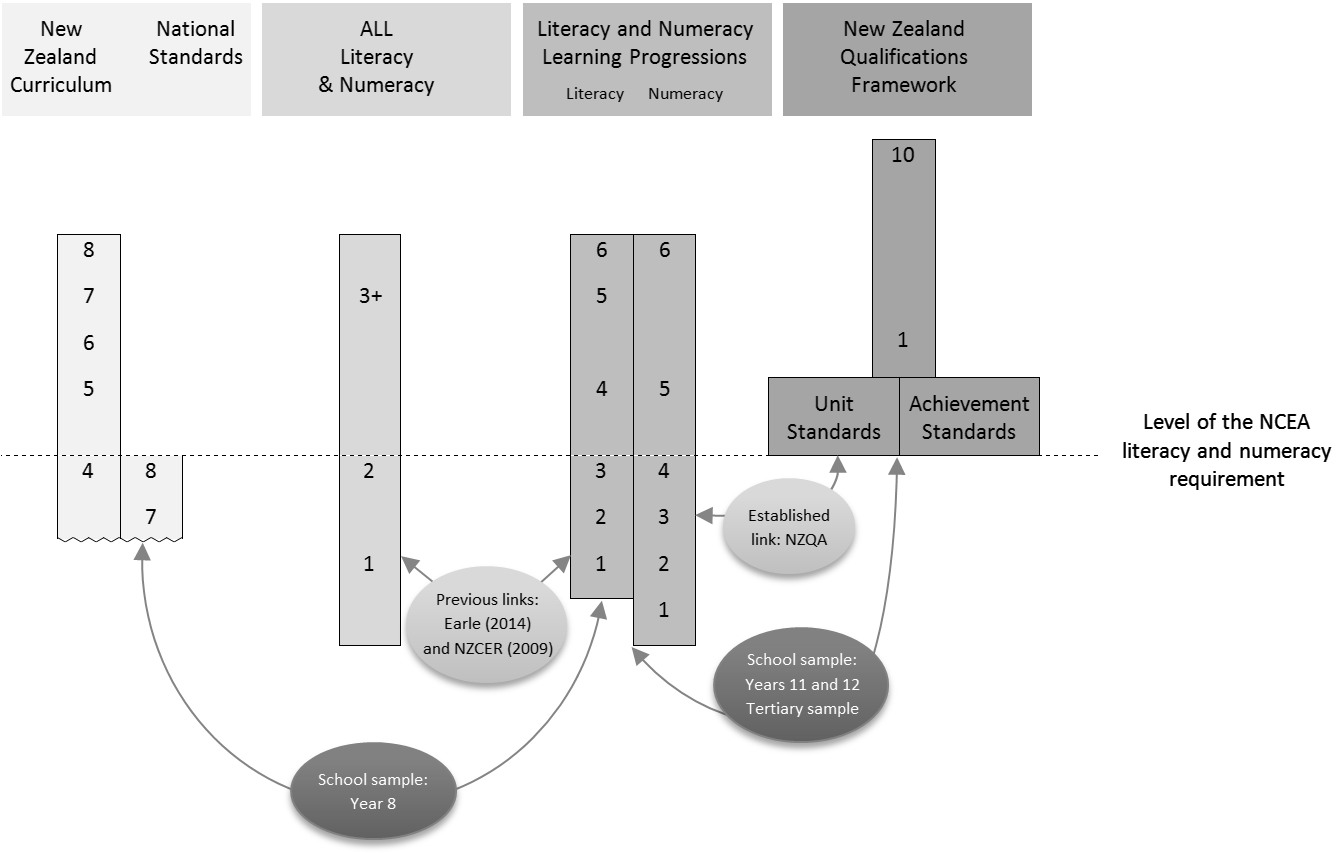 New
Zealand
Curriculum
National
Standards
ALL
Literacy
& Numeracy
Literacy and Numeracy
Learning Progressions
Literacy Numeracy
New Zealand
Qualifications
Framework
8
7
6
5
4
8
7
3+
2
1
6
5
4
3
2
1
6
5
4
3
2
1
10
1
Unit
Standards
Achievement
Standards
Level of the NCEA
literacy and numeracy
requirement
Established
link: NZQA
Previous links:
Earle (2014)
and NZCER (2009)
School sample:
Years 11 and 12
Tertiary sample
School sample:
Year 8